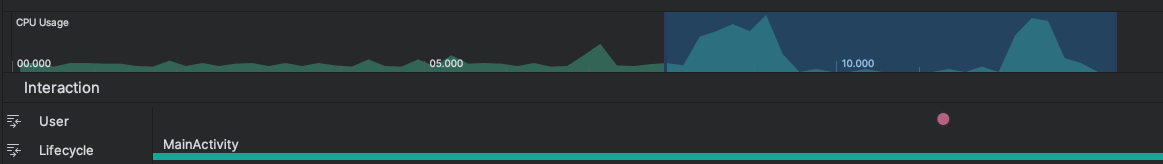 CPU Usage
00.000 05.000 10.000
Interaction
User
MainActivity
Lifecycle